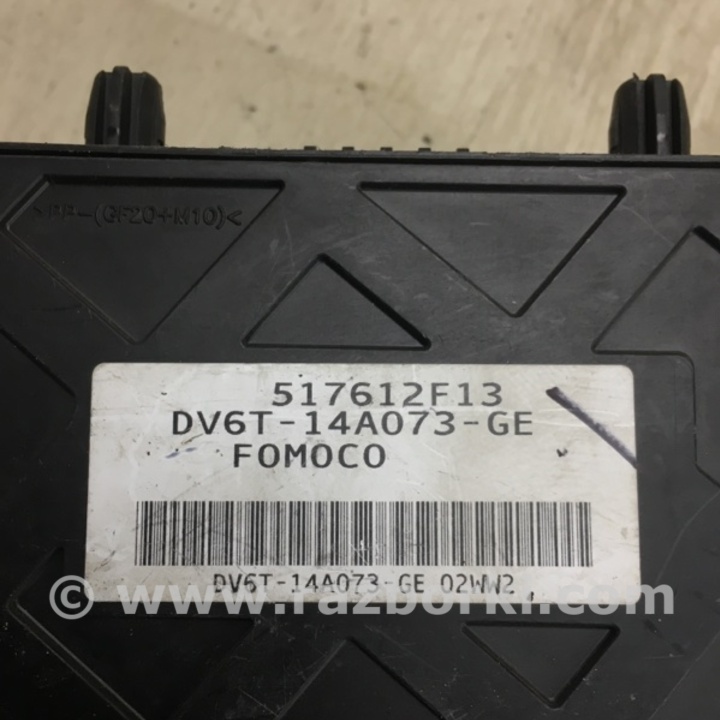 >PP-(GF20+M10)<
517612F13
DV6T-14A073-GE
FOMOCO
DV6T-14A073-GE 02WW2
© www.razborki.com